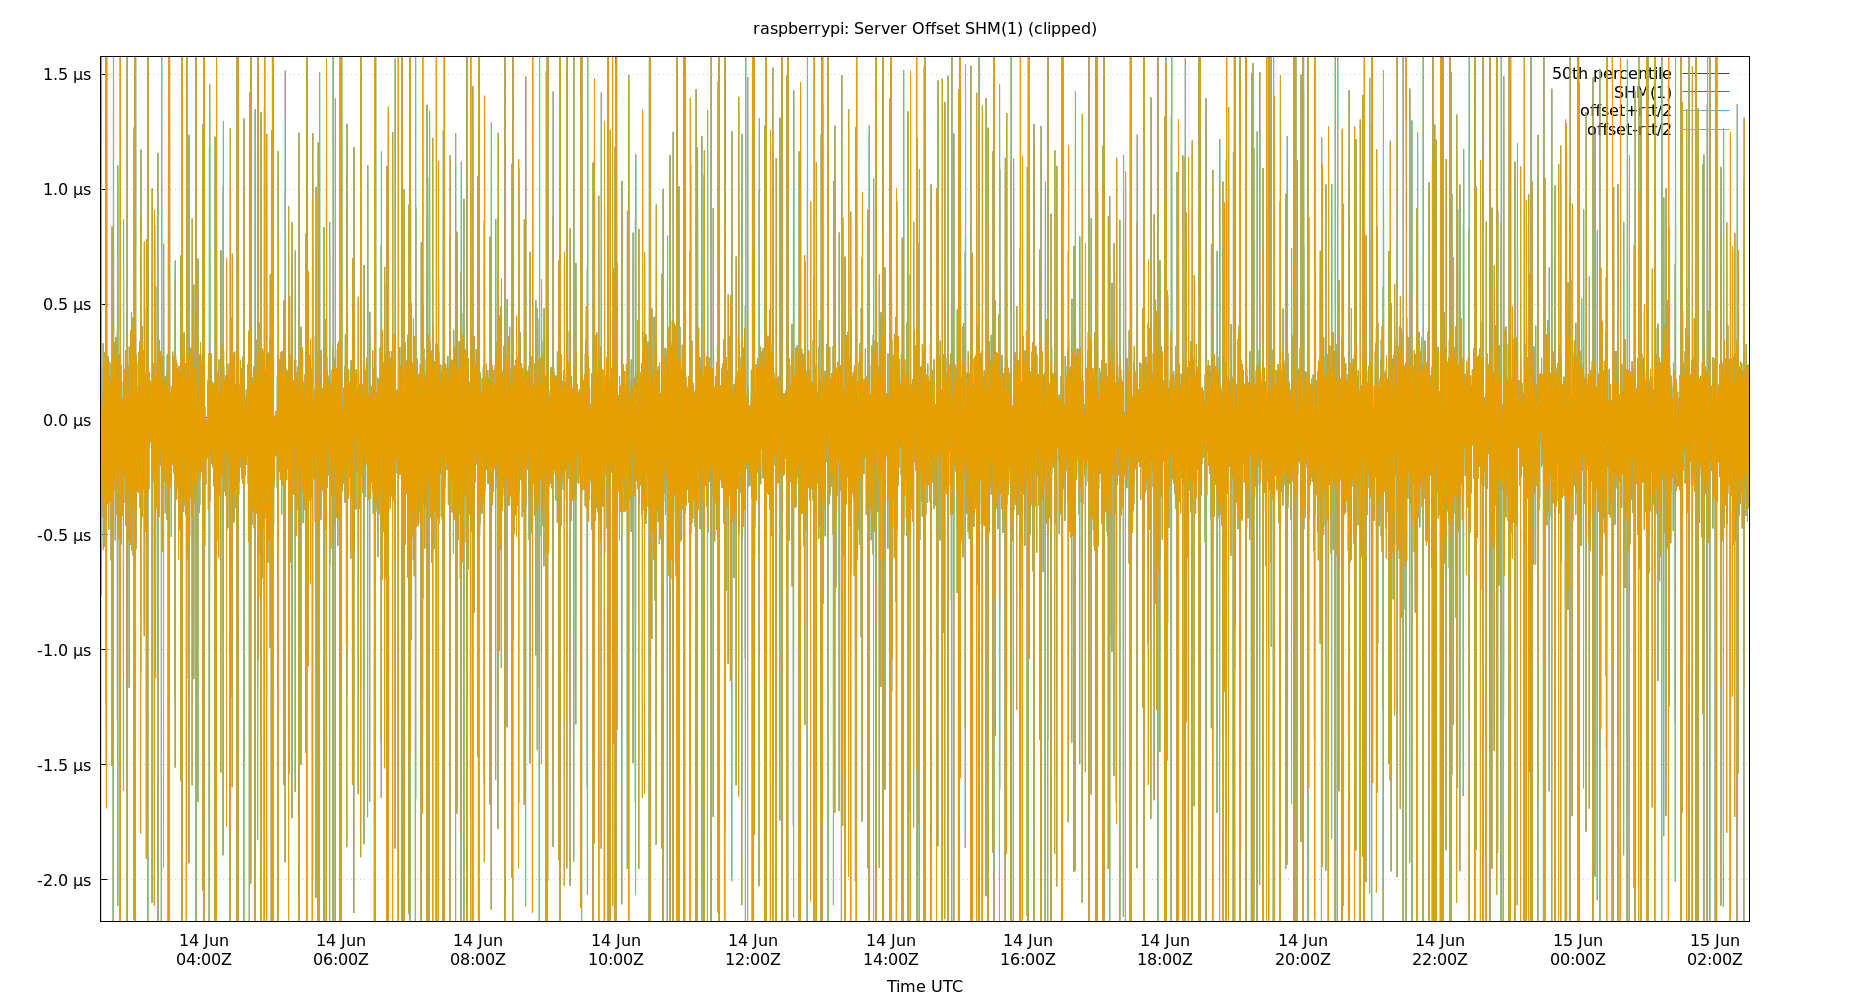 raspberrypi: Server Offset SHM(1) (clipped)
1.5 µs
1.0 µs
0.5 µs
0.0 µs
-0.5 µs
-1.0 µs
-1.5 µs
-2.0 µs
50th percentile
SHM(1)
offset+rtt/2
offset-rtt/2
14 Jun 14 Jun 14 Jun 14 Jun 14 Jun 14 Jun 14 Jun 14 Jun 14 Jun 14 Jun 15 Jun 15 Jun
04:00Z 06:00Z 08:00Z 10:00Z 12:00Z 14:00Z 16:00Z 18:00Z 20:00Z 22:00Z 00:00Z 02:00Z
Time UTC